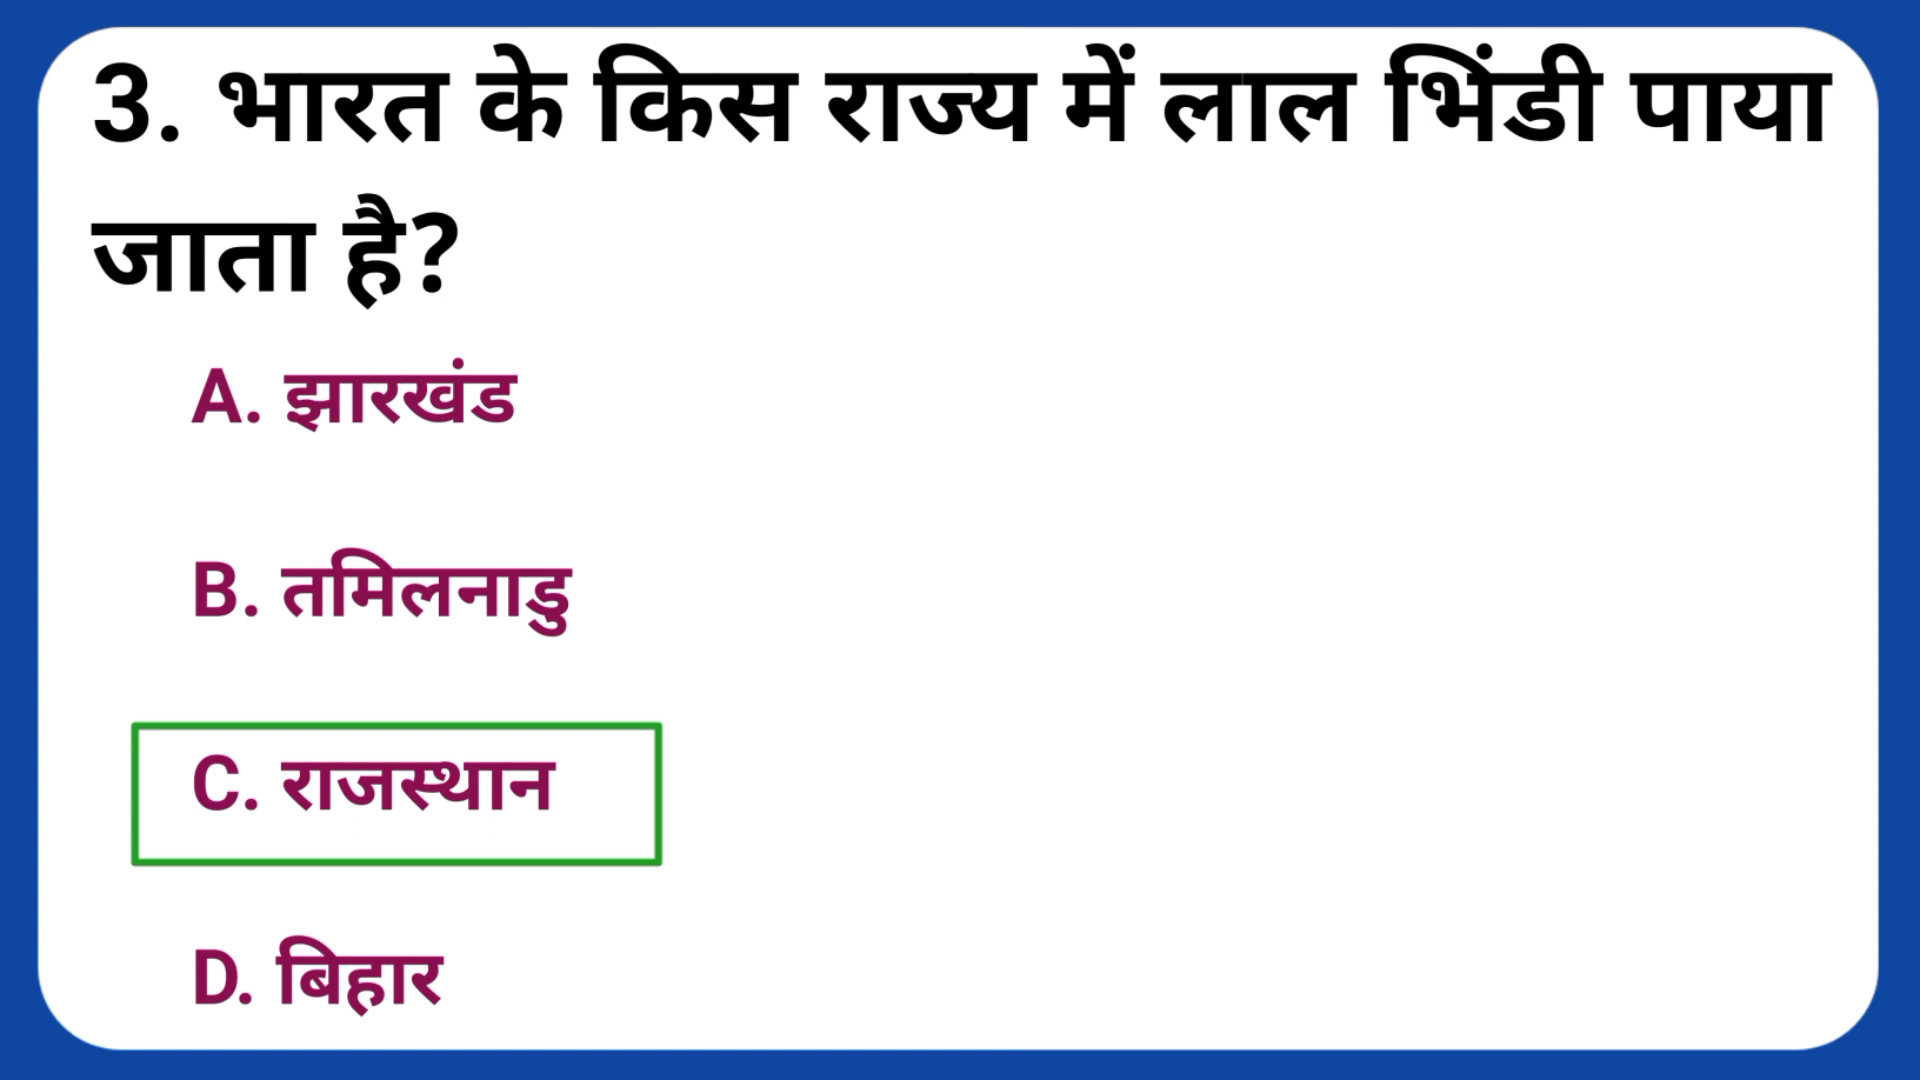 3. भारत के किस राज्य में लाल भिंडी पाया
जाता है?
A. झारखंड
B. तमिलनाडु
C. राजस्थान
D. बिहार